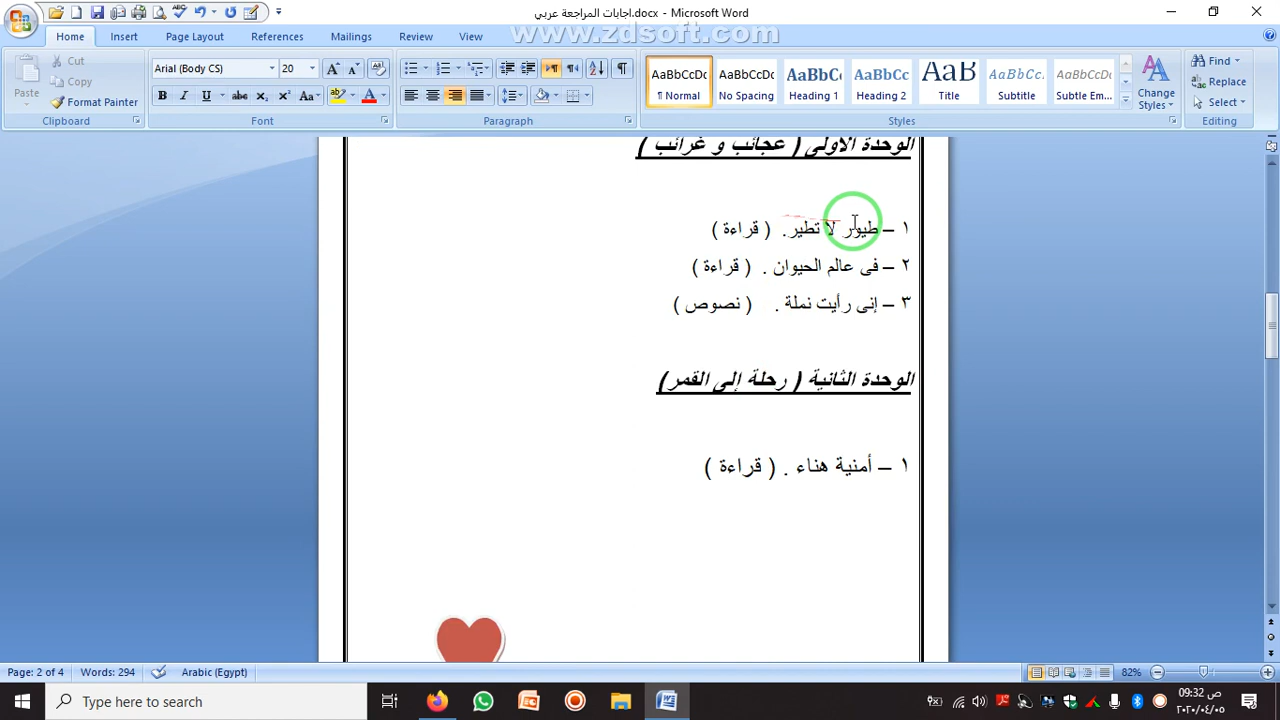 اجابات المراجعة عربي.docx - Microsoft Word
www.zdsoft.com
Home Insert Page Layout References Mailings Review View
Paste
Cut
Copy
Format Painter
Clipboard
Arial (Body CS) 20
Font
Paragraph
AaBbCcDc AaBbCcDc AaBbC AaBbCc AaB AaBbCcL AaBbCcDc
¶ Normal No Spacing Heading 1 Heading 2 Title Subtitle Subtle Em...
Change Styles
Styles
Find
Replace
Select
Editing
الوحدة الأولى ( عجائب و غرائب )
١ – طيور لا تطير. ( قراءة )
٢ – فى عالم الحيوان . ( قراءة )
٣ – إنى رأيت نملة . ( نصوص )
الوحدة الثانية ( رحلة إلى القمر)
١ – أمنية هناء . ( قراءة )
Page: 2 of 4 Words: 294 Arabic (Egypt) 82%
Type here to search
09:32 ص
٢٠٢٠/٠٤/٠٥